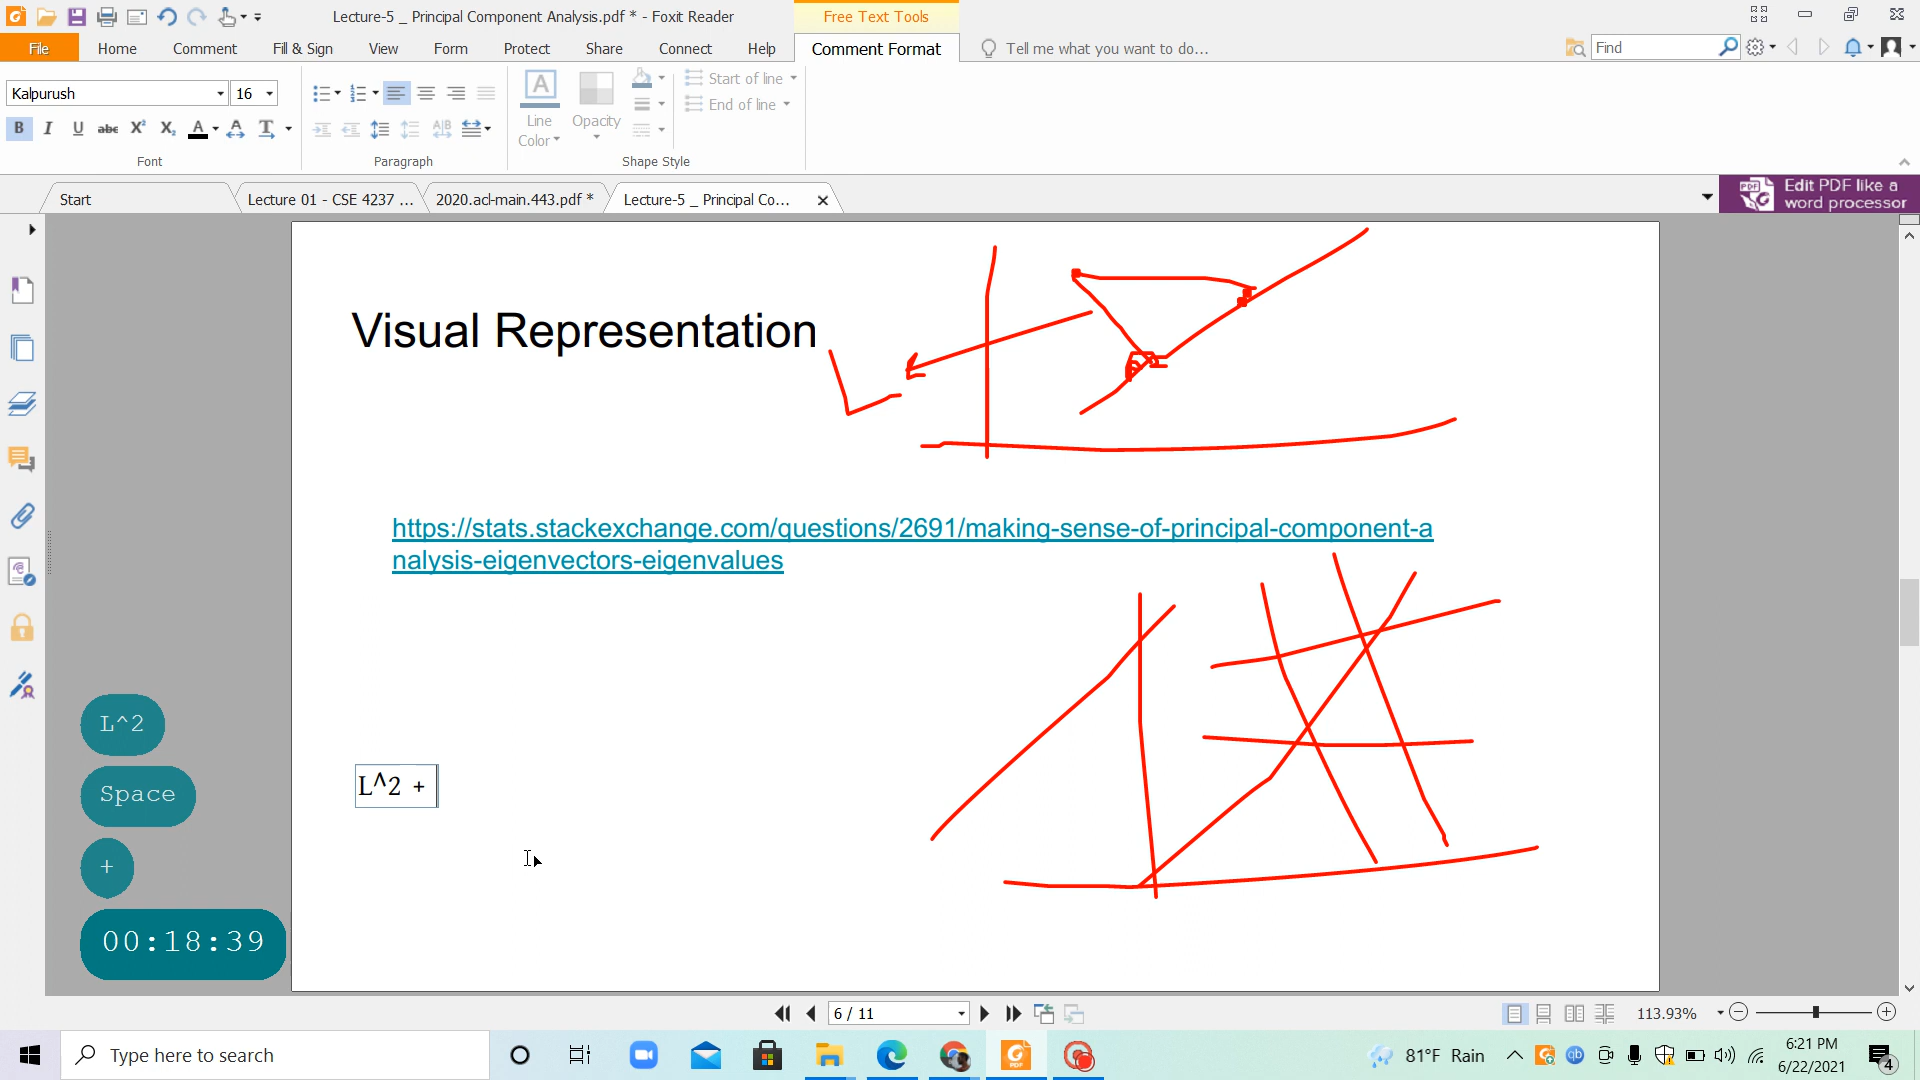 Lecture-5 _ Principal Component Analysis.pdf * - Foxit Reader
Free Text Tools
File Home Comment Fill & Sign View Form Protect Share Connect Help Comment Format Tell me what you want to do... Find
Kalpurush 16
Line Color
Opacity
Start of line
End of line
B I U abc X² X₂ A A T
Font Paragraph Shape Style
Start
Lecture 01 - CSE 4237 ...
2020.acl-main.443.pdf *
Lecture-5 _ Principal Co...
Edit PDF like a
word processor
Visual Representation
L
https://stats.stackexchange.com/questions/2691/making-sense-of-principal-component-a
nalysis-eigenvectors-eigenvalues
L^2
Space
+
00:18:39
L^2 +
6 / 11
113.93%
Type here to search
81°F Rain
6:21 PM
6/22/2021
4